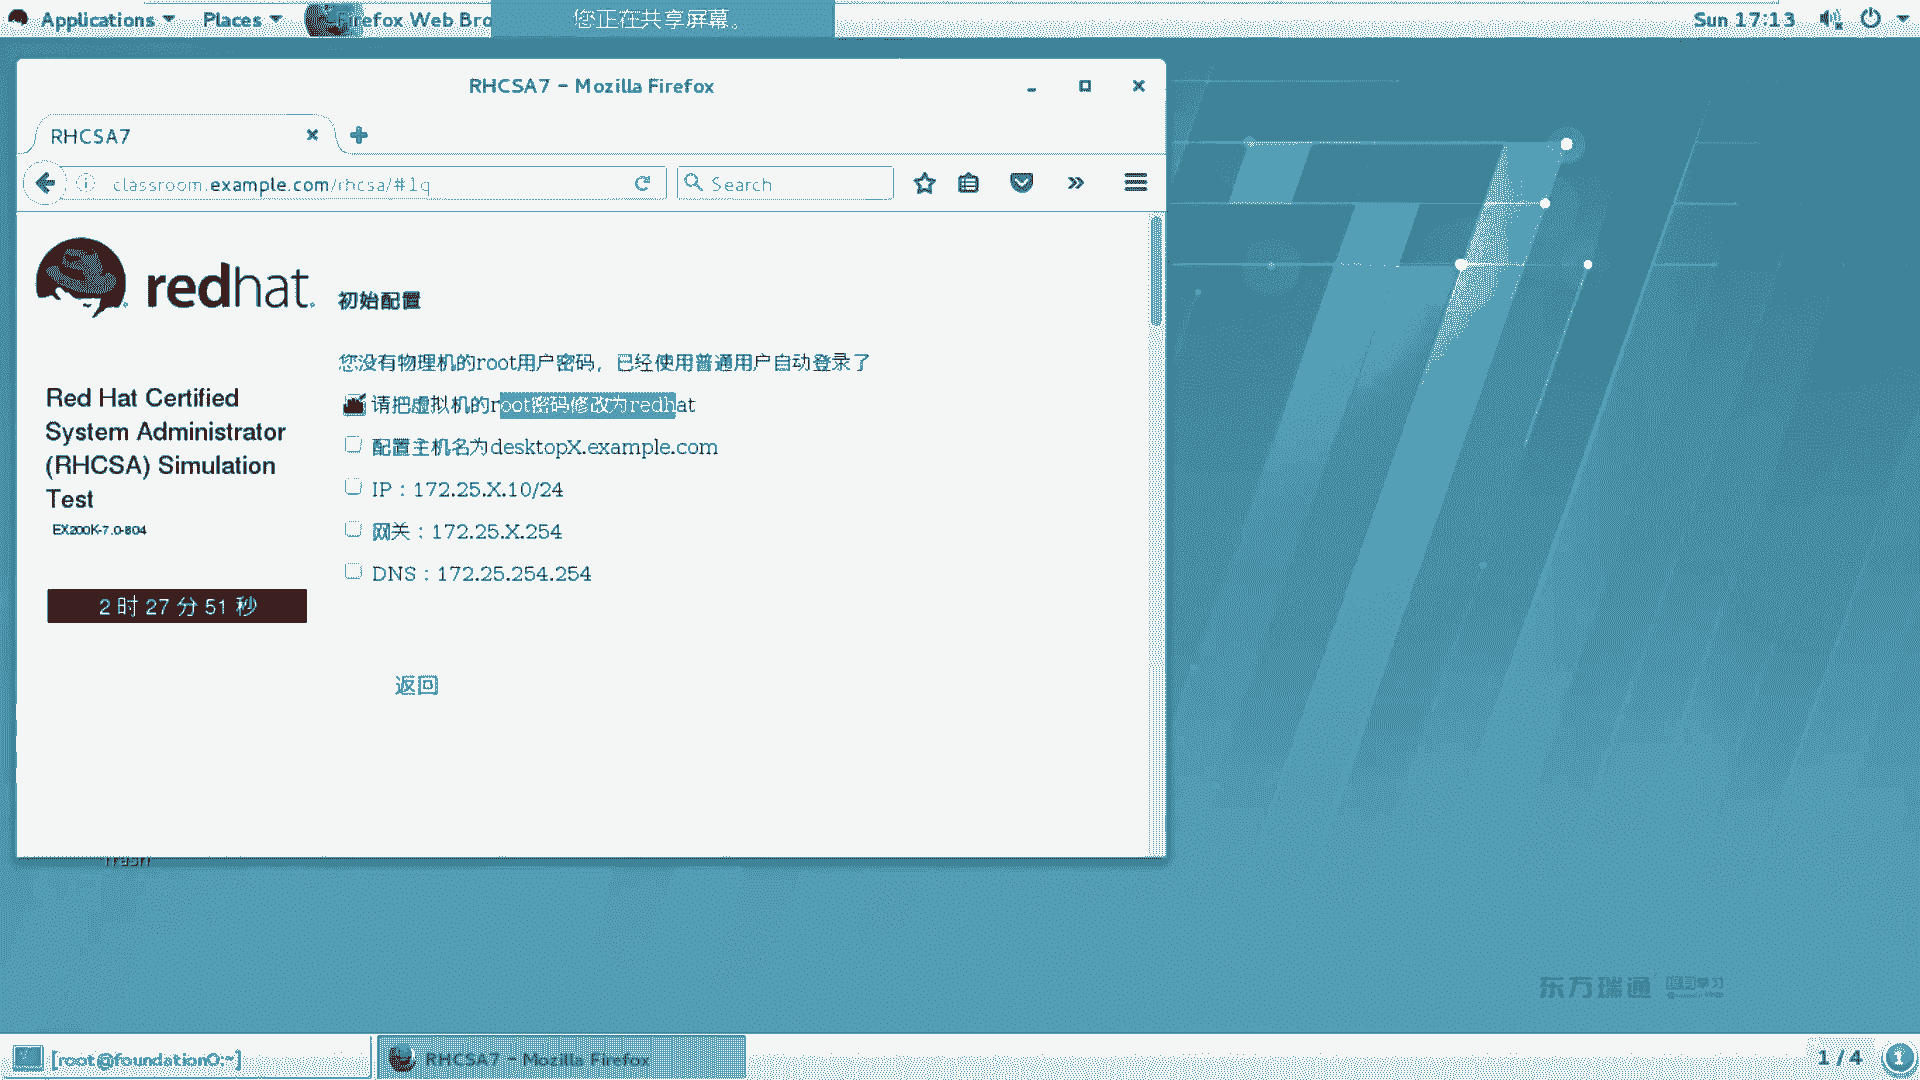 Applications Places Firefox Web Bro 您正在共享屏幕。 Sun 17:13
RHCSA7 - Mozilla Firefox
RHCSA7
classroom.example.com/rhcsa/#1q Search
redhat.
初始配置
您没有物理机的root用户密码，已经使用普通用户自动登录了
请把虚拟机的root密码修改为redhat
配置主机名为desktopX.example.com
IP：172.25.X.10/24
网关：172.25.X.254
DNS：172.25.254.254
Red Hat Certified
System Administrator
(RHCSA) Simulation
Test
EX200K-7.0-804
2 时 27 分 51 秒
返回
Trash
东方瑞通
[root@foundation0:~] RHCSA7 - Mozilla Firefox 1 / 4 1